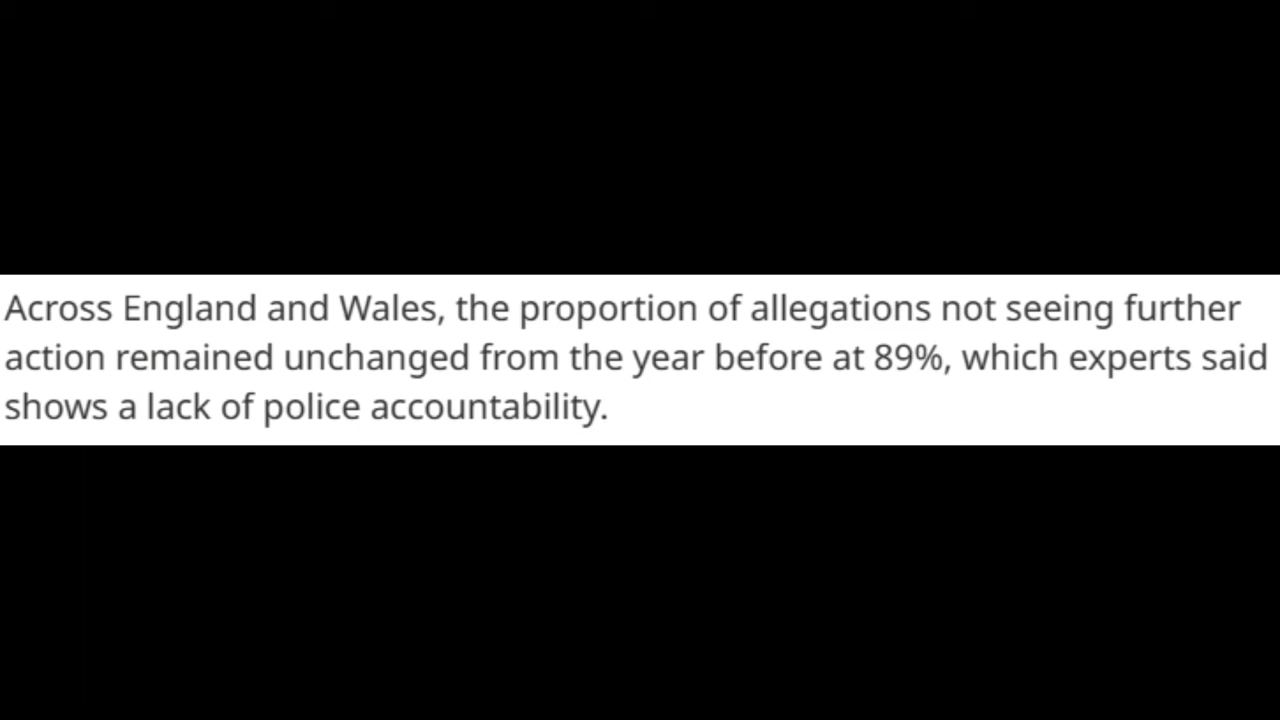 Across England and Wales, the proportion of allegations not seeing further
action remained unchanged from the year before at 89%, which experts said
shows a lack of police accountability.